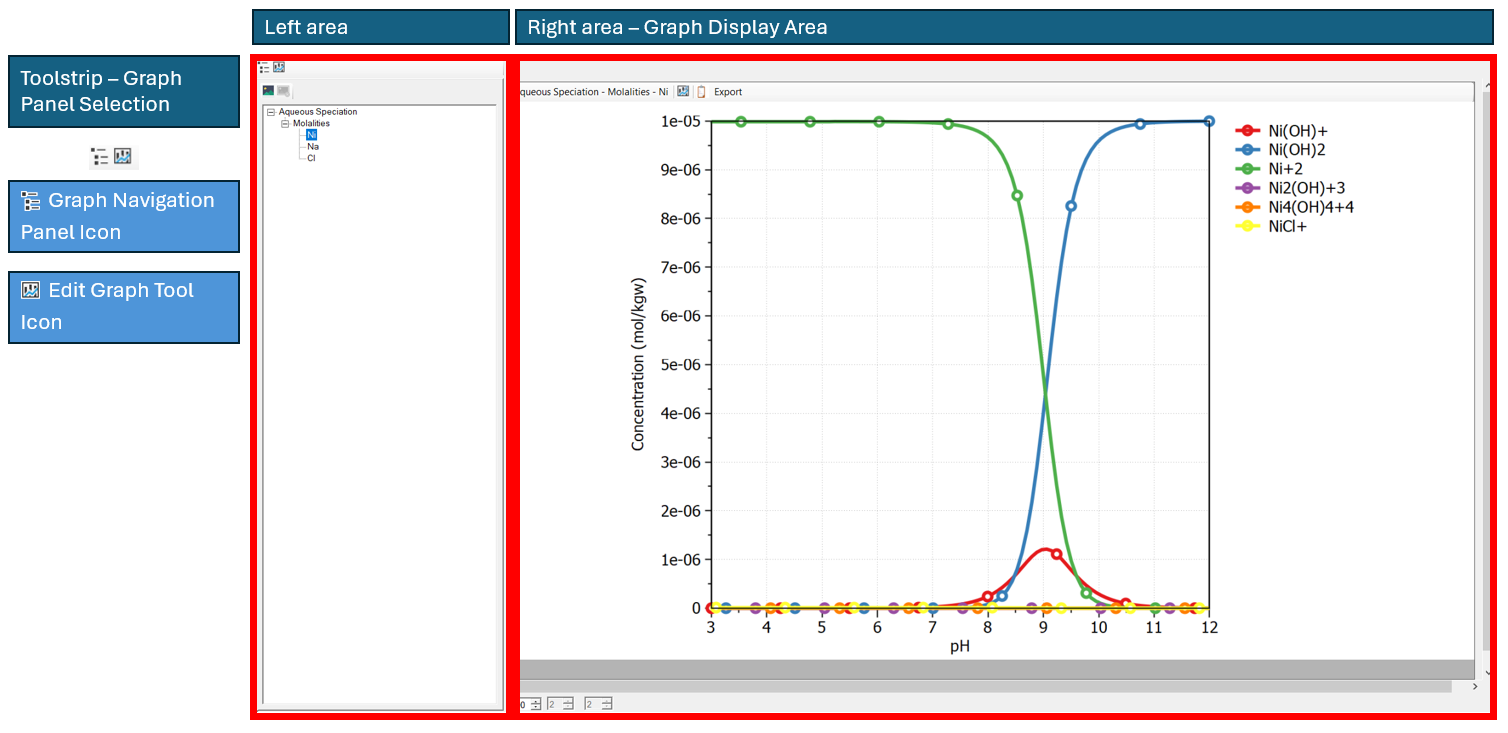 Left area
Right area – Graph Display Area
Toolstrip – Graph
Panel Selection
Graph Navigation
Panel Icon
Edit Graph Tool
Icon
Aqueous Speciation
Molalities
Ni
Na
Cl
queous Speciation - Molalities - Ni
Export
1e-05
9e-06
8e-06
7e-06
6e-06
5e-06
4e-06
3e-06
2e-06
1e-06
0
Concentration (mol/kgw)
3 4 5 6 7 8 9 10 11 12
pH
Ni(OH)+
Ni(OH)2
Ni+2
Ni2(OH)+3
Ni4(OH)4+4
NiCl+
0 2 2